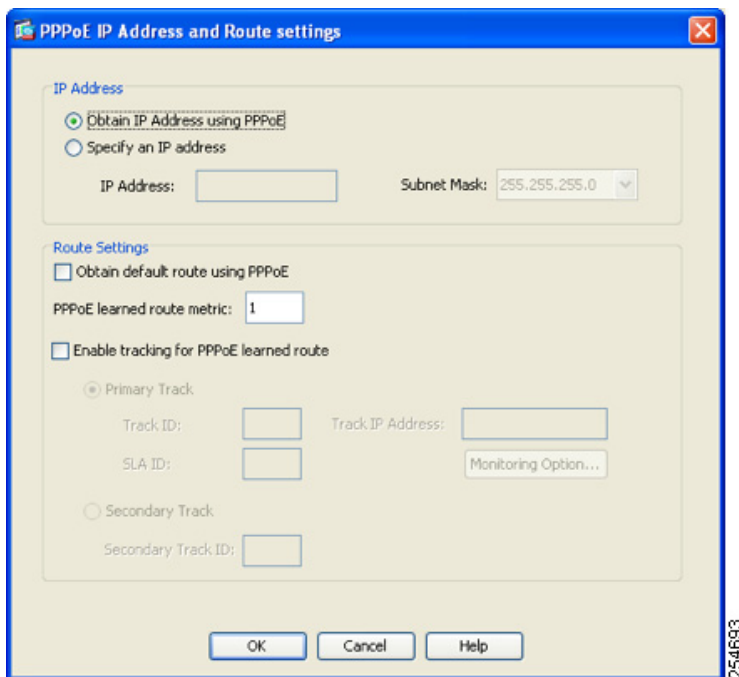 PPPoE IP Address and Route settings
IP Address
Obtain IP Address using PPPoE
Specify an IP address
IP Address:
Subnet Mask: 255.255.255.0
Route Settings
Obtain default route using PPPoE
PPPoE learned route metric: 1
Enable tracking for PPPoE learned route
Primary Track
Track ID:
Track IP Address:
SLA ID:
Monitoring Option...
Secondary Track
Secondary Track ID:
OK
Cancel
Help
254693